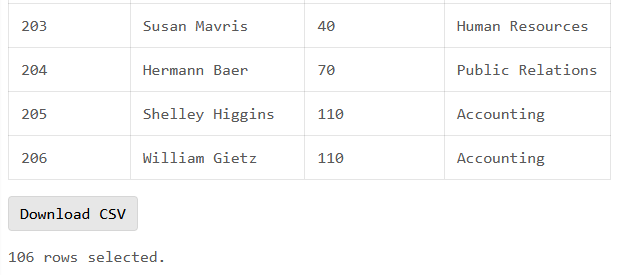 203 Susan Mavris 40 Human Resources
204 Hermann Baer 70 Public Relations
205 Shelley Higgins 110 Accounting
206 William Gietz 110 Accounting
Download CSV
106 rows selected.